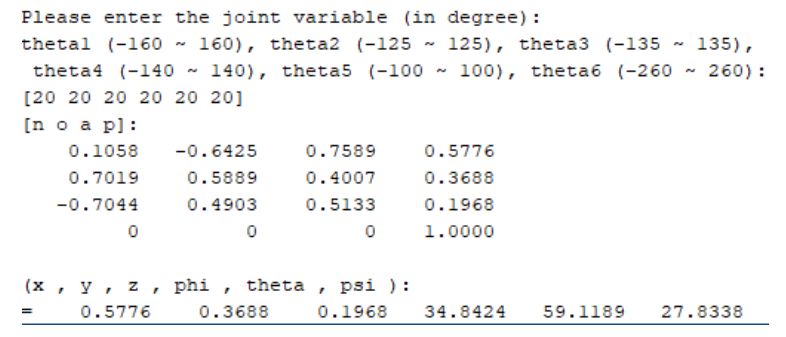 Please enter the joint variable (in degree):
theta1 (-160 ~ 160), theta2 (-125 ~ 125), theta3 (-135 ~ 135),
theta4 (-140 ~ 140), theta5 (-100 ~ 100), theta6 (-260 ~ 260):
[20 20 20 20 20 20]
[n o a p]:
0.1058 -0.6425 0.7589 0.5776
0.7019 0.5889 0.4007 0.3688
-0.7044 0.4903 0.5133 0.1968
0 0 0 1.0000
(x , y , z , phi , theta , psi ):
= 0.5776 0.3688 0.1968 34.8424 59.1189 27.8338